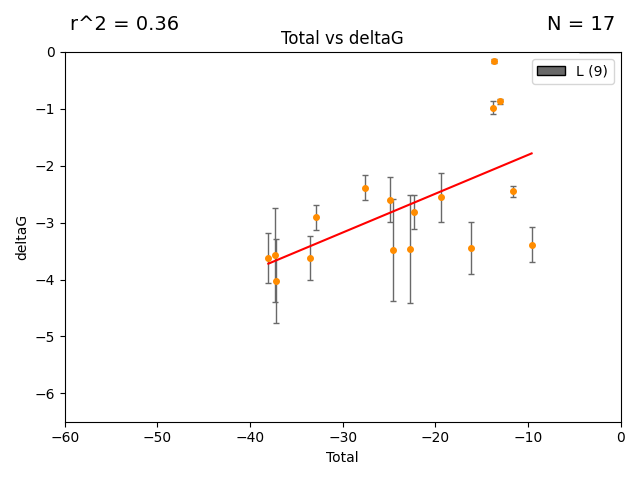 r^2 = 0.36
N = 17
Total vs deltaG
L (9)
deltaG
0
−1
−2
−3
−4
−5
−6
−60
−50
−40
−30
−20
−10
0
Total